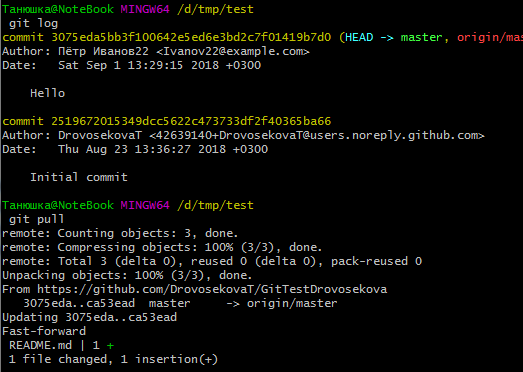 Танюшка@NoteBook MINGW64 /d/tmp/test
git log
commit 3075eda5bb3f100642e5ed6e3bd2c7f01419b7d0 (HEAD -> master, origin/mas
Author: Пётр Иванов22 <Ivanov22@example.com>
Date:   Sat Sep 1 13:29:15 2018 +0300
Hello
commit 2519672015349dcc5622c473733df2f40365ba66
Author: DrovosekovaT <42639140+DrovosekovaT@users.noreply.github.com>
Date:   Thu Aug 23 13:36:27 2018 +0300
Initial commit
Танюшка@NoteBook MINGW64 /d/tmp/test
git pull
remote: Counting objects: 3, done.
remote: Compressing objects: 100% (3/3), done.
remote: Total 3 (delta 0), reused 0 (delta 0), pack-reused 0
Unpacking objects: 100% (3/3), done.
From https://github.com/DrovosekovaT/GitTestDrovosekova
3075eda..ca53ead  master     -> origin/master
Updating 3075eda..ca53ead
Fast-forward
README.md | 1 +
1 file changed, 1 insertion(+)